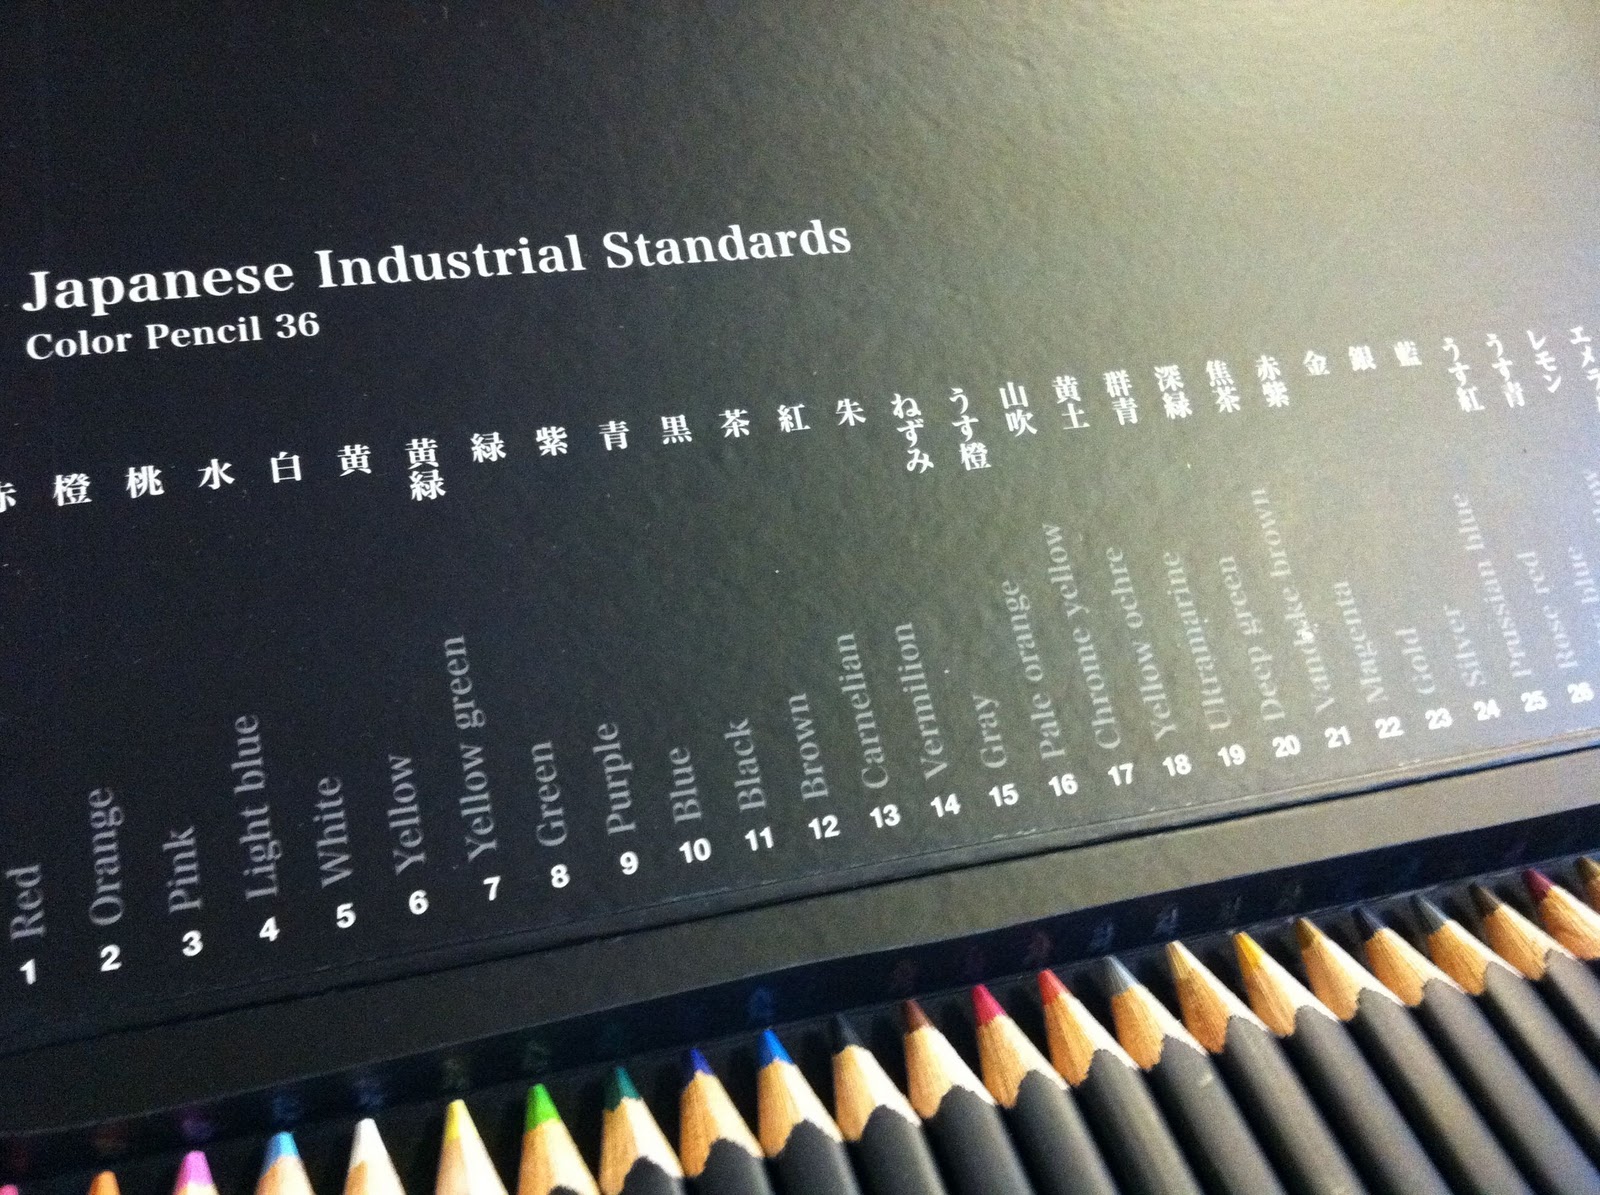 Japanese Industrial Standards
Color Pencil 36
赤
橙
桃
水
白
黄
黄緑
緑
紫
青
黒
茶
紅
朱
ねずみ
うす橙
山吹
黄土
群青
深緑
焦茶
赤紫
金
銀
藍
うす紅
うす青
レモン
エメラ
Red
Orange
Pink
Light blue
White
Yellow
Yellow green
Green
Purple
Blue
Black
Brown
Carnelian
Vermilion
Gray
Pale orange
Chrome yellow
Yellow ochre
Ultramarine
Deep green
Vandyke brown
Magenta
Gold
Silver
Prussian blue
Rose red
blue
1
2
3
4
5
6
7
8
9
10
11
12
13
14
15
16
17
18
19
20
21
22
23
24
25
26